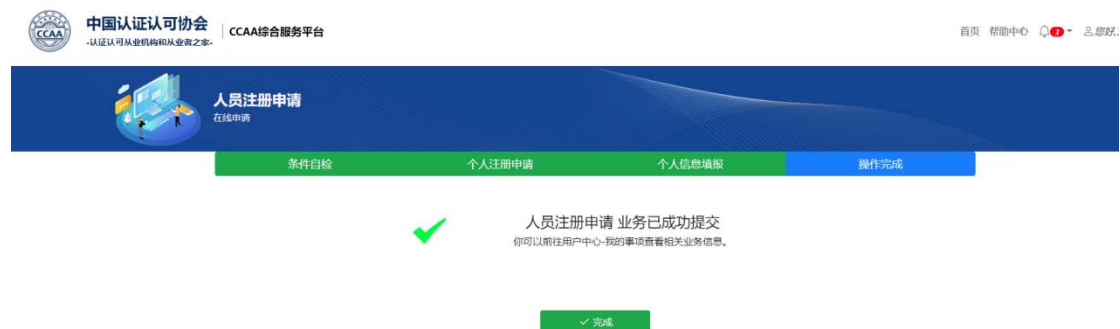 CCAA
中国认证认可协会
-认证认可从业机构和从业者之家-
CCAA综合服务平台
首页 帮助中心 3 您好,
人员注册申请
在线申请
条件自检 个人注册申请 个人信息填报 操作完成
人员注册申请 业务已成功提交
你可以前往用户中心-我的事项查看相关业务信息。
完成